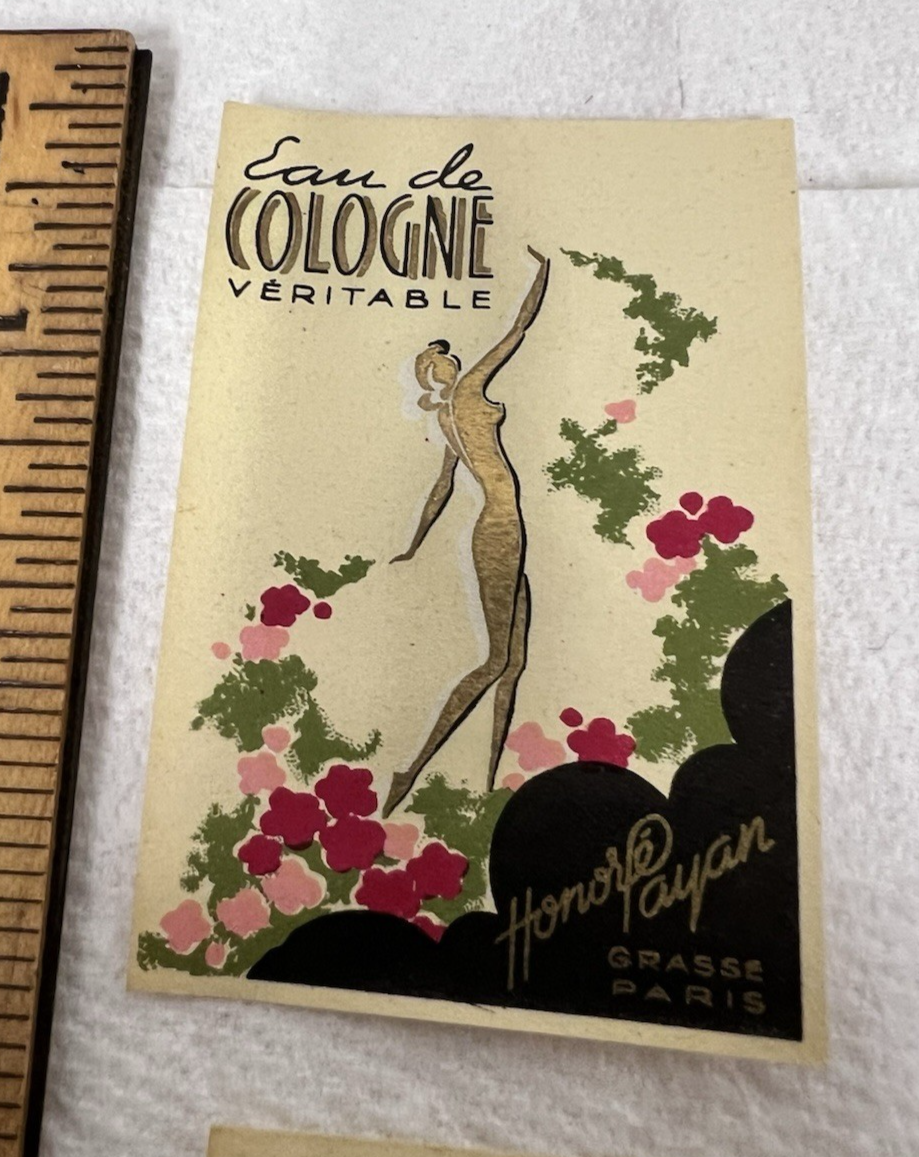 Eau de
COLOGNE
VÉRITABLE
Honoré Payan
GRASSE
PARIS